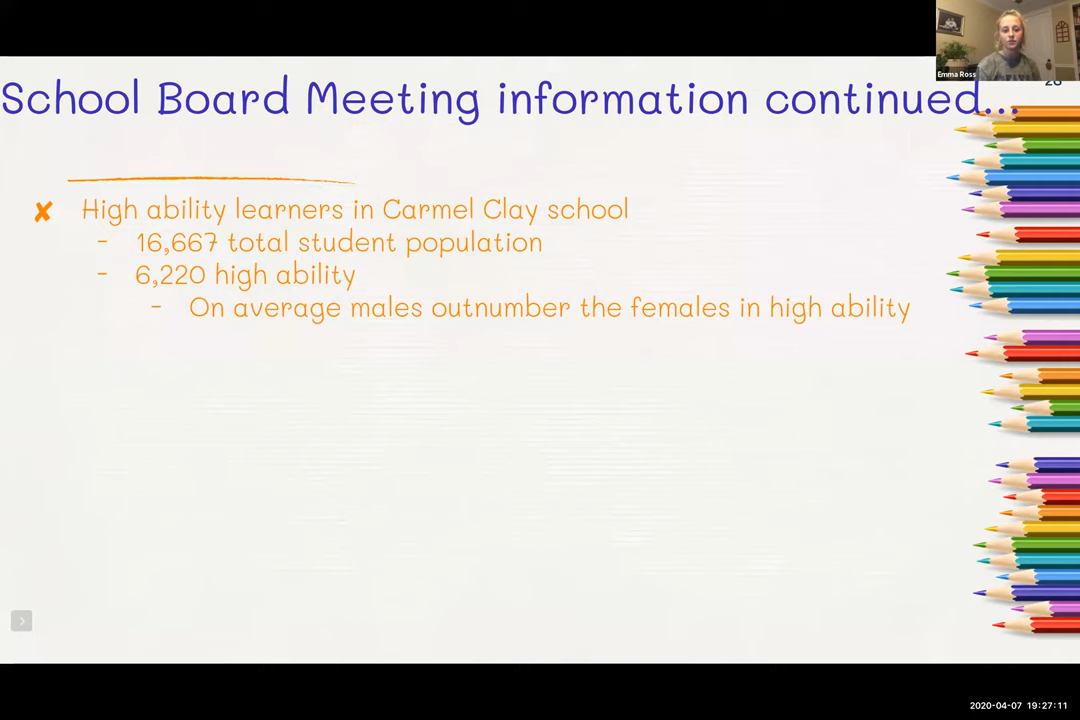 Emma Ross
School Board Meeting information continued...
✘ High ability learners in Carmel Clay school
- 16,667 total student population
- 6,220 high ability
- On average males outnumber the females in high ability
2020-04-07 19:27:11